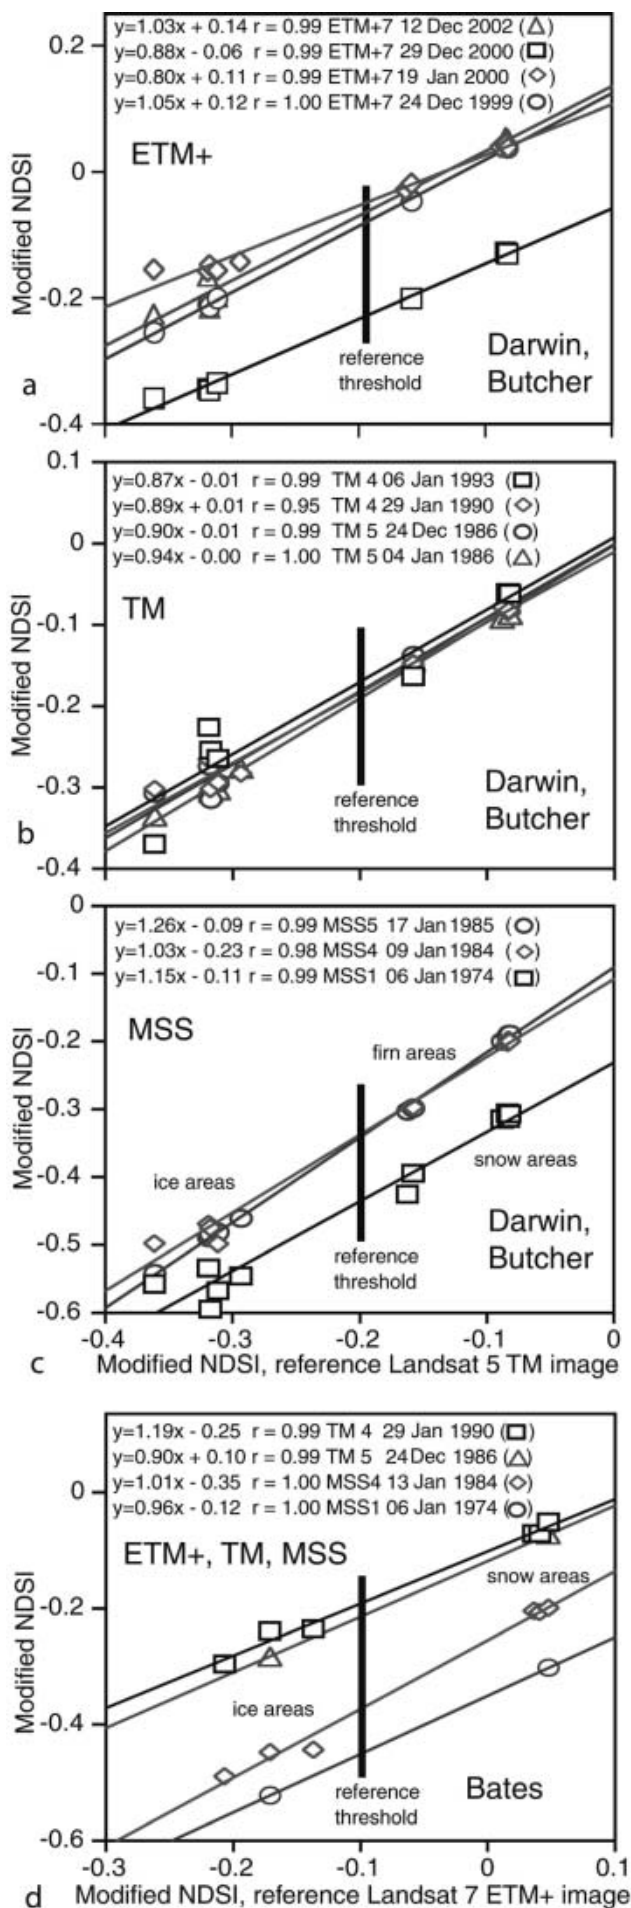 0.2
y=1.03x + 0.14 r = 0.99 ETM+7 12 Dec 2002 (△)
y=0.88x - 0.06 r = 0.99 ETM+7 29 Dec 2000 (□)
y=0.80x + 0.11 r = 0.99 ETM+7 19 Jan 2000 (◇)
y=1.05x + 0.12 r = 1.00 ETM+7 24 Dec 1999 (○)
ETM+
0
-0.2
-0.4
Modified NDSI
reference
threshold
Darwin,
Butcher
a
0.1
y=0.87x - 0.01 r = 0.99 TM 4 06 Jan 1993 (□)
y=0.89x + 0.01 r = 0.95 TM 4 29 Jan 1990 (◇)
y=0.90x - 0.01 r = 0.99 TM 5 24 Dec 1986 (○)
y=0.94x - 0.00 r = 1.00 TM 5 04 Jan 1986 (△)
TM
0
-0.1
-0.2
-0.3
-0.4
Modified NDSI
reference
threshold
Darwin,
Butcher
b
0
y=1.26x - 0.09 r = 0.99 MSS5 17 Jan 1985 (○)
y=1.03x - 0.23 r = 0.98 MSS4 09 Jan 1984 (◇)
y=1.15x - 0.11 r = 0.99 MSS1 06 Jan 1974 (□)
MSS
-0.1
-0.2
-0.3
-0.4
-0.5
-0.6
Modified NDSI
firn areas
ice areas
snow areas
reference
threshold
Darwin,
Butcher
-0.4 -0.3 -0.2 -0.1 0
c Modified NDSI, reference Landsat 5 TM image
y=1.19x - 0.25 r = 0.99 TM 4 29 Jan 1990 (□)
y=0.90x + 0.10 r = 0.99 TM 5 24 Dec 1986 (△)
y=1.01x - 0.35 r = 1.00 MSS4 13 Jan 1984 (◇)
y=0.96x - 0.12 r = 1.00 MSS1 06 Jan 1974 (○)
ETM+, TM, MSS
0
-0.2
-0.4
-0.6
Modified NDSI
snow areas
ice areas
reference
threshold
Bates
-0.3 -0.2 -0.1 0 0.1
d Modified NDSI, reference Landsat 7 ETM+ image